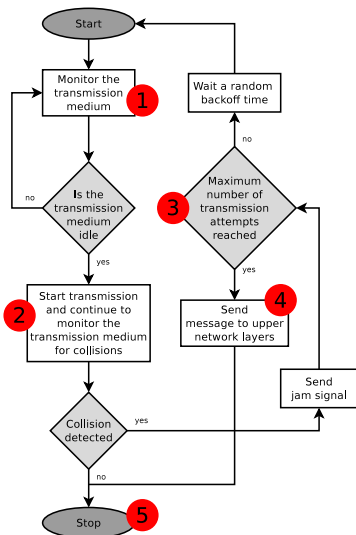 Start
Monitor the
transmission
medium
1
no
Is the
transmission
medium
idle
yes
2
Start transmission
and continue to
monitor the
transmission medium
for collisions
Collision
detected
yes
no
Stop
5
Wait a random
backoff time
no
3
Maximum
number of
transmission
attempts
reached
yes
4
Send
message to upper
network layers
Send
jam signal